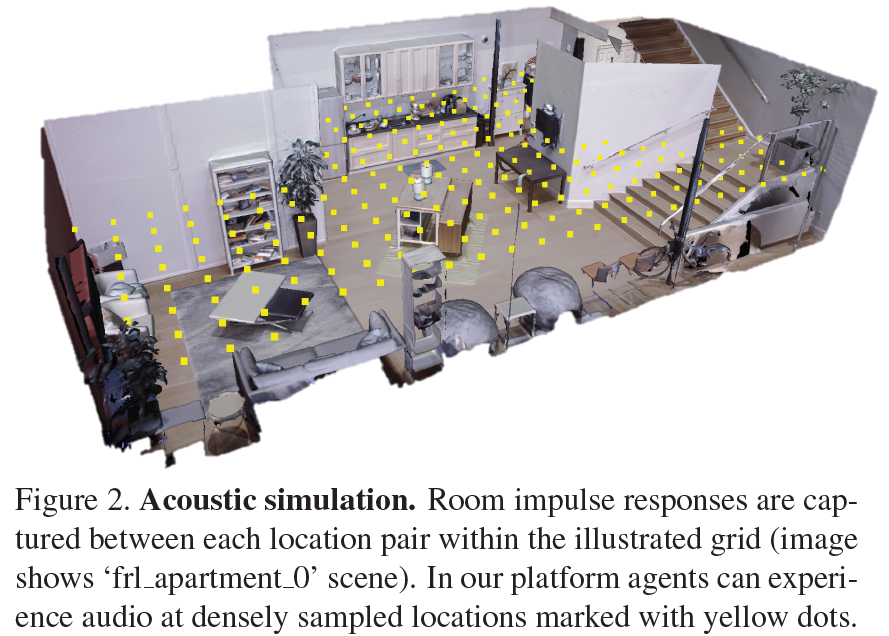 Figure 2. Acoustic simulation. Room impulse responses are cap-
tured between each location pair within the illustrated grid (image
shows ‘frl_apartment_0’ scene). In our platform agents can experi-
ence audio at densely sampled locations marked with yellow dots.